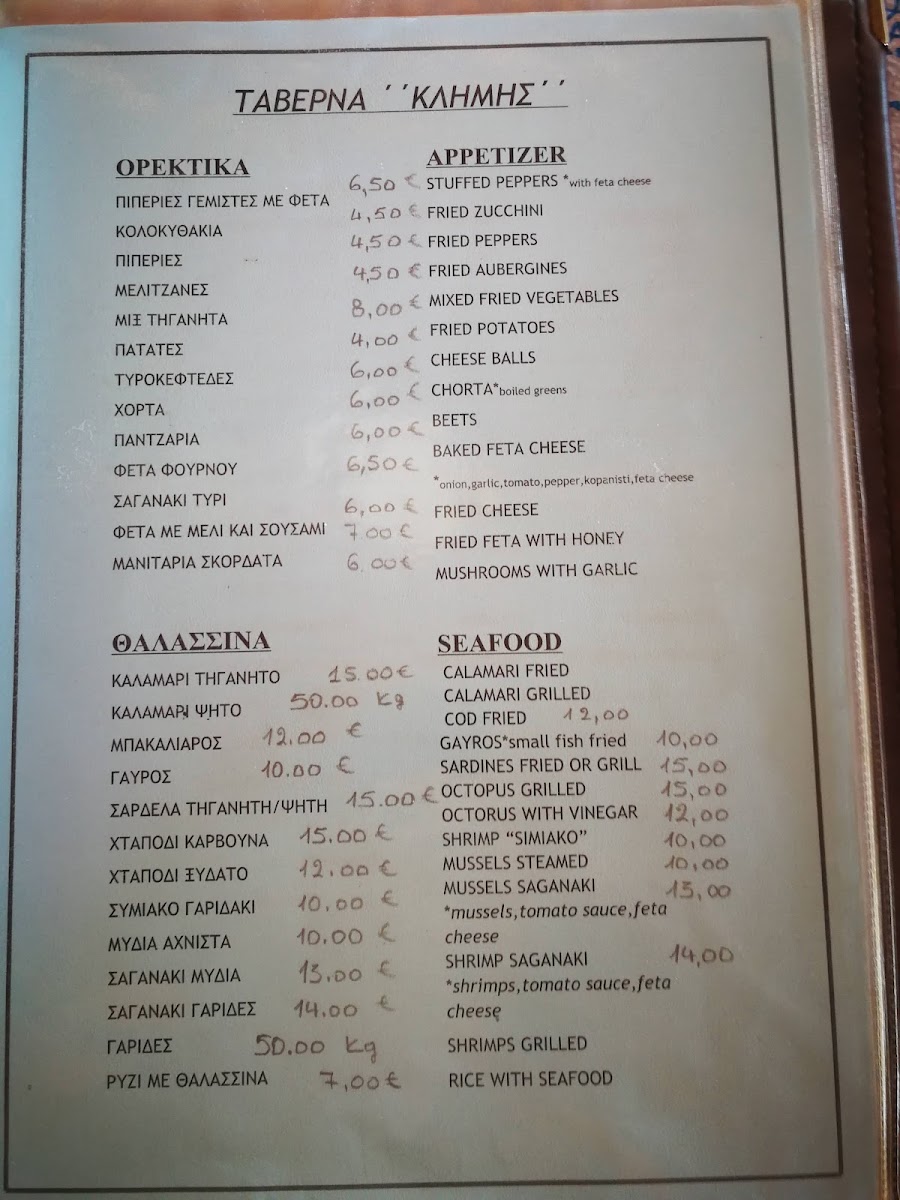 ΤΑΒΕΡΝΑ ΄΄ΚΛΗΜΗΣ΄΄
ΟΡΕΚΤΙΚΑ
ΠΙΠΕΡΙΕΣ ΓΕΜΙΣΤΕΣ ΜΕ ΦΕΤΑ 6,50 €
ΚΟΛΟΚΥΘΑΚΙΑ 4,50 €
ΠΙΠΕΡΙΕΣ 4,50 €
ΜΕΛΙΤΖΑΝΕΣ 4,50 €
ΜΙΞ ΤΗΓΑΝΗΤΑ 8,00 €
ΠΑΤΑΤΕΣ 4,00 €
ΤΥΡΟΚΕΦΤΕΔΕΣ 6,00 €
ΧΟΡΤΑ 6,00 €
ΠΑΝΤΖΑΡΙΑ 6,00 €
ΦΕΤΑ ΦΟΥΡΝΟΥ 6,50 €
ΣΑΓΑΝΑΚΙ ΤΥΡΙ 6,00 €
ΦΕΤΑ ΜΕ ΜΕΛΙ ΚΑΙ ΣΟΥΣΑΜΙ 7.00 €
ΜΑΝΙΤΑΡΙΑ ΣΚΟΡΔΑΤΑ 6.00 €
APPETIZER
STUFFED PEPPERS *with feta cheese
FRIED ZUCCHINI
FRIED PEPPERS
FRIED AUBERGINES
MIXED FRIED VEGETABLES
FRIED POTATOES
CHEESE BALLS
CHORTA*boiled greens
BEETS
BAKED FETA CHEESE
*onion,garlic,tomato,pepper,kopanisti,feta cheese
FRIED CHEESE
FRIED FETA WITH HONEY
MUSHROOMS WITH GARLIC
ΘΑΛΑΣΣΙΝΑ
ΚΑΛΑΜΑΡΙ ΤΗΓΑΝΗΤΟ 15.00 €
ΚΑΛΑΜΑΡΙ ΨΗΤΟ 50.00 Kg
ΜΠΑΚΑΛΙΑΡΟΣ 12.00 €
ΓΑΥΡΟΣ 10.00 €
ΣΑΡΔΕΛΑ ΤΗΓΑΝΗΤΗ/ΨΗΤΗ 15.00 €
ΧΤΑΠΟΔΙ ΚΑΡΒΟΥΝΑ 15.00 €
ΧΤΑΠΟΔΙ ΞΥΔΑΤΟ 12.00 €
ΣΥΜΙΑΚΟ ΓΑΡΙΔΑΚΙ 10.00 €
ΜΥΔΙΑ ΑΧΝΙΣΤΑ 10.00 €
ΣΑΓΑΝΑΚΙ ΜΥΔΙΑ 13.00 €
ΣΑΓΑΝΑΚΙ ΓΑΡΙΔΕΣ 14.00 €
ΓΑΡΙΔΕΣ 50.00 Kg
ΡΥΖΙ ΜΕ ΘΑΛΑΣΣΙΝΑ 7,00 €
SEAFOOD
CALAMARI FRIED
CALAMARI GRILLED
COD FRIED 12,00
GAYROS*small fish fried 10,00
SARDINES FRIED OR GRILL 15,00
OCTOPUS GRILLED 15,00
OCTORUS WITH VINEGAR 12,00
SHRIMP “SIMIAKO” 10,00
MUSSELS STEAMED 10,00
MUSSELS SAGANAKI 13,00
*mussels,tomato sauce,feta
cheese
SHRIMP SAGANAKI 14,00
*shrimps,tomato sauce,feta
cheese
SHRIMPS GRILLED
RICE WITH SEAFOOD